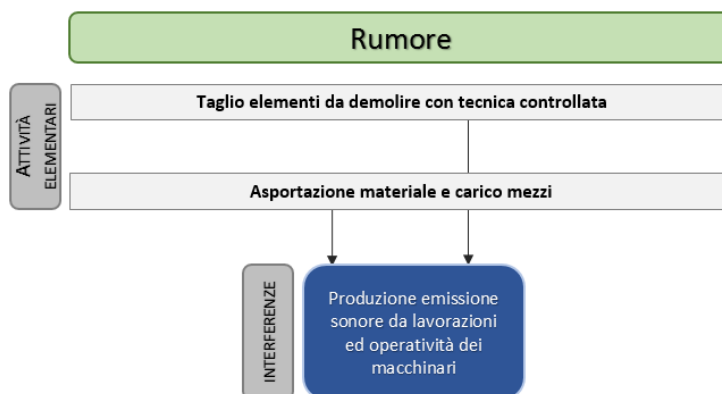 Rumore
ATTIVITÀ
ELEMENTARI
Taglio elementi da demolire con tecnica controllata
Asportazione materiale e carico mezzi
INTERFERENZE
Produzione emissione
sonore da lavorazioni
ed operatività dei
macchinari